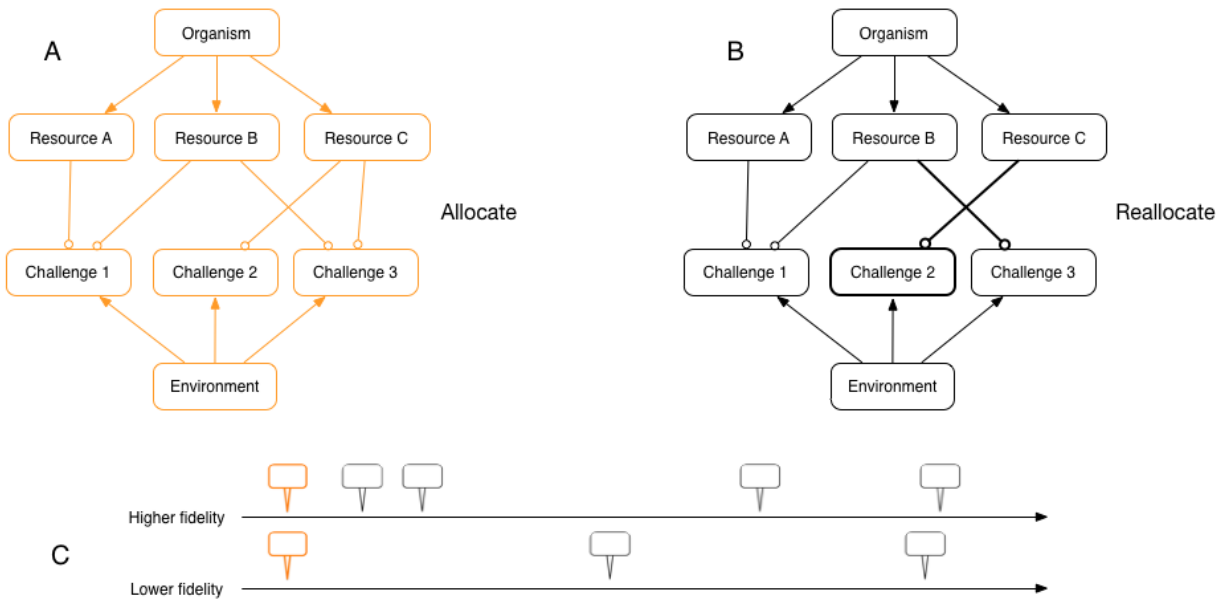 A
Organism
Resource A
Resource B
Resource C
Allocate
Challenge 1
Challenge 2
Challenge 3
Environment
B
Organism
Resource A
Resource B
Resource C
Reallocate
Challenge 1
Challenge 2
Challenge 3
Environment
C
Higher fidelity
Lower fidelity